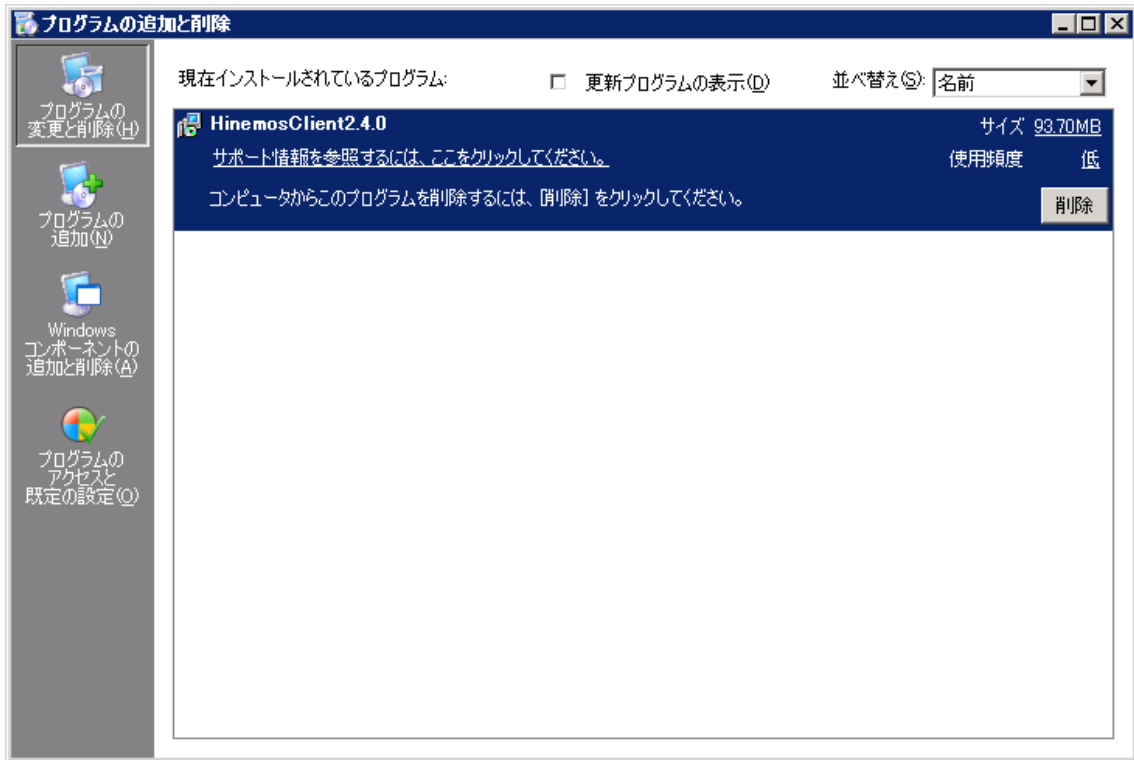 プログラムの追加と削除
プログラムの
変更と削除(H)
プログラムの
追加(N)
Windows
コンポーネントの
追加と削除(A)
プログラムの
アクセスと
既定の設定(O)
現在インストールされているプログラム:
更新プログラムの表示(D)
並べ替え(S):
名前
HinemosClient2.4.0
サイズ 93.70MB
サポート情報を参照するには、ここをクリックしてください。
使用頻度 低
コンピュータからこのプログラムを削除するには、[削除] をクリックしてください。
削除